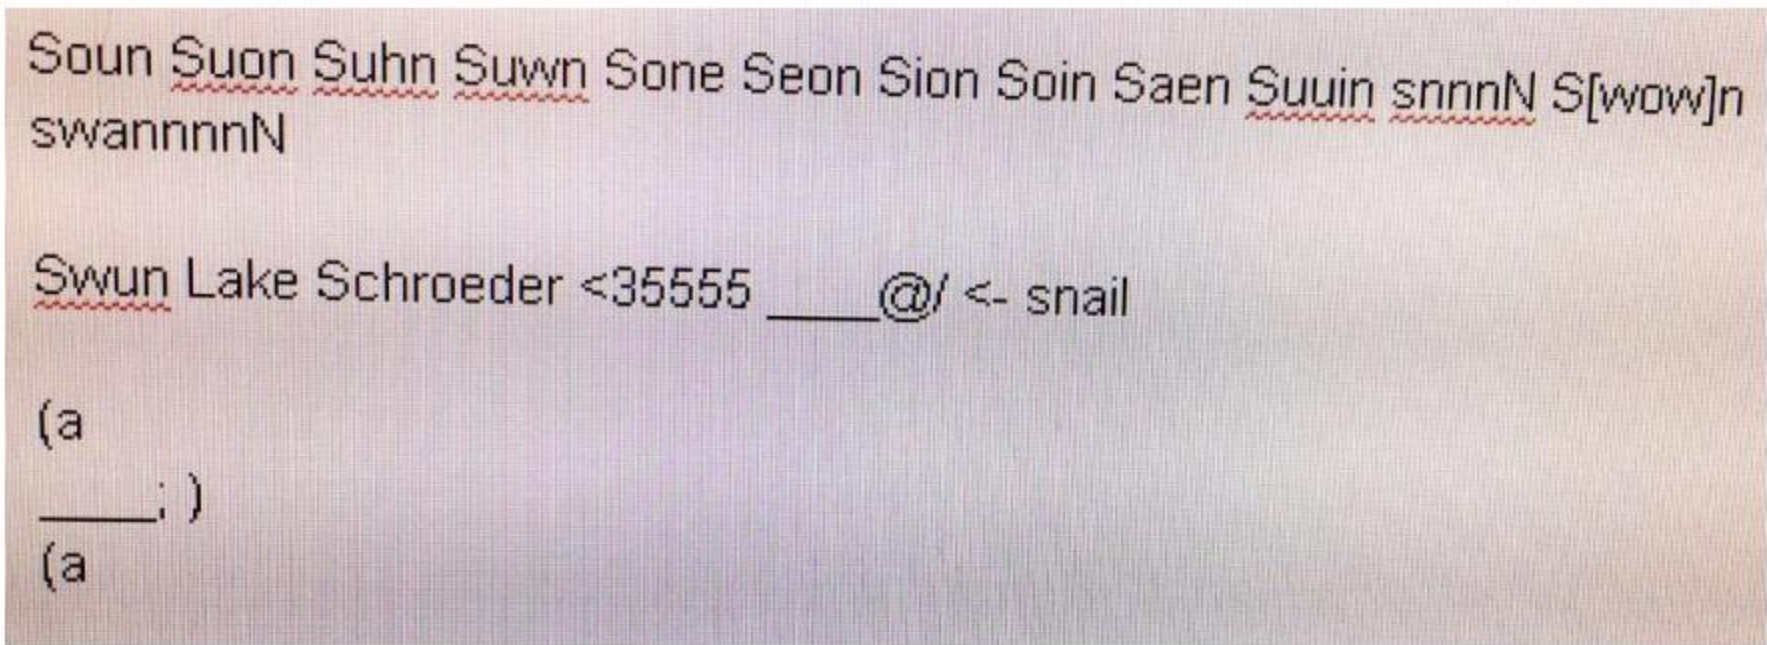 Soun Suon Suhn Suwn Sone Seon Sion Soin Saen Suuin snnnN S[wow]n
swannnnN
Swun Lake Schroeder <35555 ____@/ <- snail
(a
____; )
(a